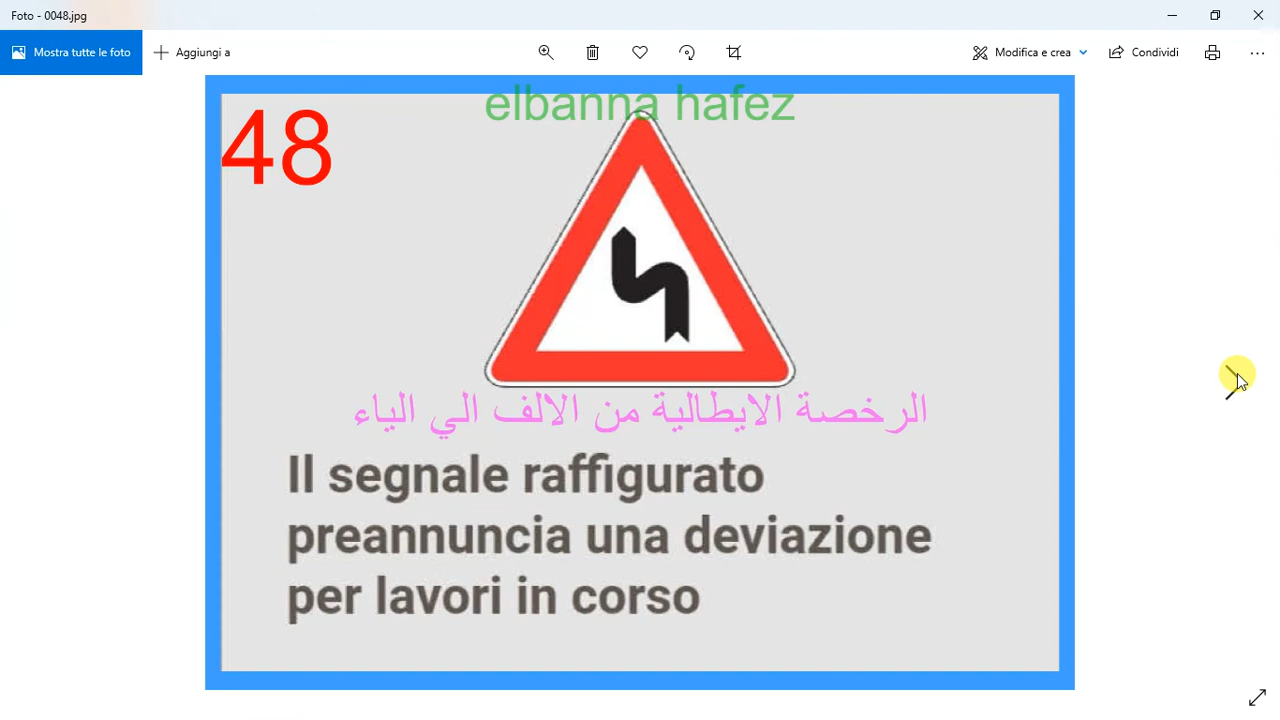 Foto - 0048.jpg
Mostra tutte le foto
Aggiungi a
Modifica e crea
Condividi
elbanna hafez
48
الرخصة الايطالية من الالف الي الياء
Il segnale raffigurato
preannuncia una deviazione
per lavori in corso